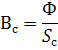 B_c = Φ / S_c